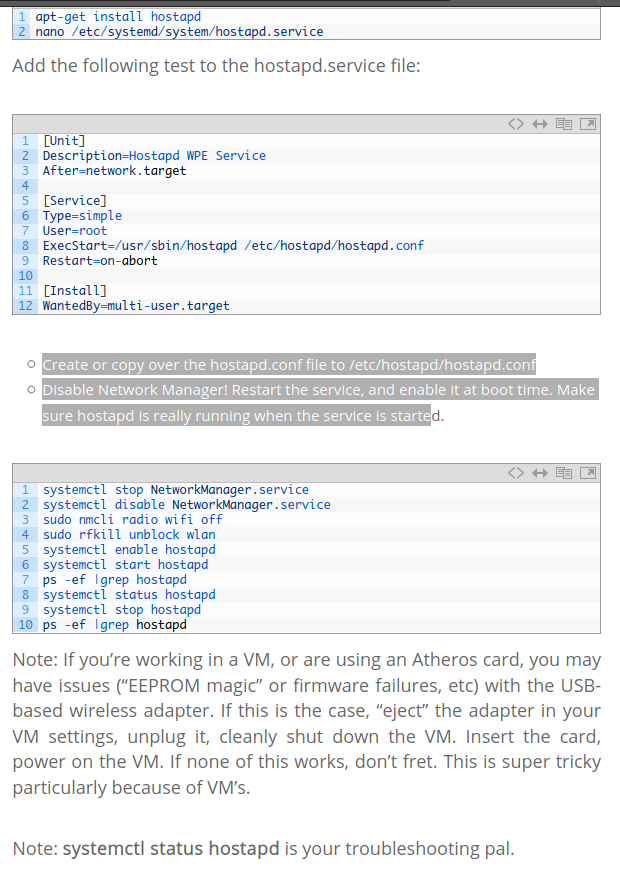 1 apt-get install hostapd
2 nano /etc/systemd/system/hostapd.service
Add the following test to the hostapd.service file:
1 [Unit]
2 Description=Hostapd WPE Service
3 After=network.target
4
5 [Service]
6 Type=simple
7 User=root
8 ExecStart=/usr/sbin/hostapd /etc/hostapd/hostapd.conf
9 Restart=on-abort
10
11 [Install]
12 WantedBy=multi-user.target
Create or copy over the hostapd.conf file to /etc/hostapd/hostapd.conf
Disable Network Manager! Restart the service, and enable it at boot time. Make
sure hostapd is really running when the service is started.
1 systemctl stop NetworkManager.service
2 systemctl disable NetworkManager.service
3 sudo nmcli radio wifi off
4 sudo rfkill unblock wlan
5 systemctl enable hostapd
6 systemctl start hostapd
7 ps -ef |grep hostapd
8 systemctl status hostapd
9 systemctl stop hostapd
10 ps -ef |grep hostapd
Note: If you’re working in a VM, or are using an Atheros card, you may
have issues (“EEPROM magic” or firmware failures, etc) with the USB-
based wireless adapter. If this is the case, “eject” the adapter in your
VM settings, unplug it, cleanly shut down the VM. Insert the card,
power on the VM. If none of this works, don’t fret. This is super tricky
particularly because of VM’s.
Note: systemctl status hostapd is your troubleshooting pal.